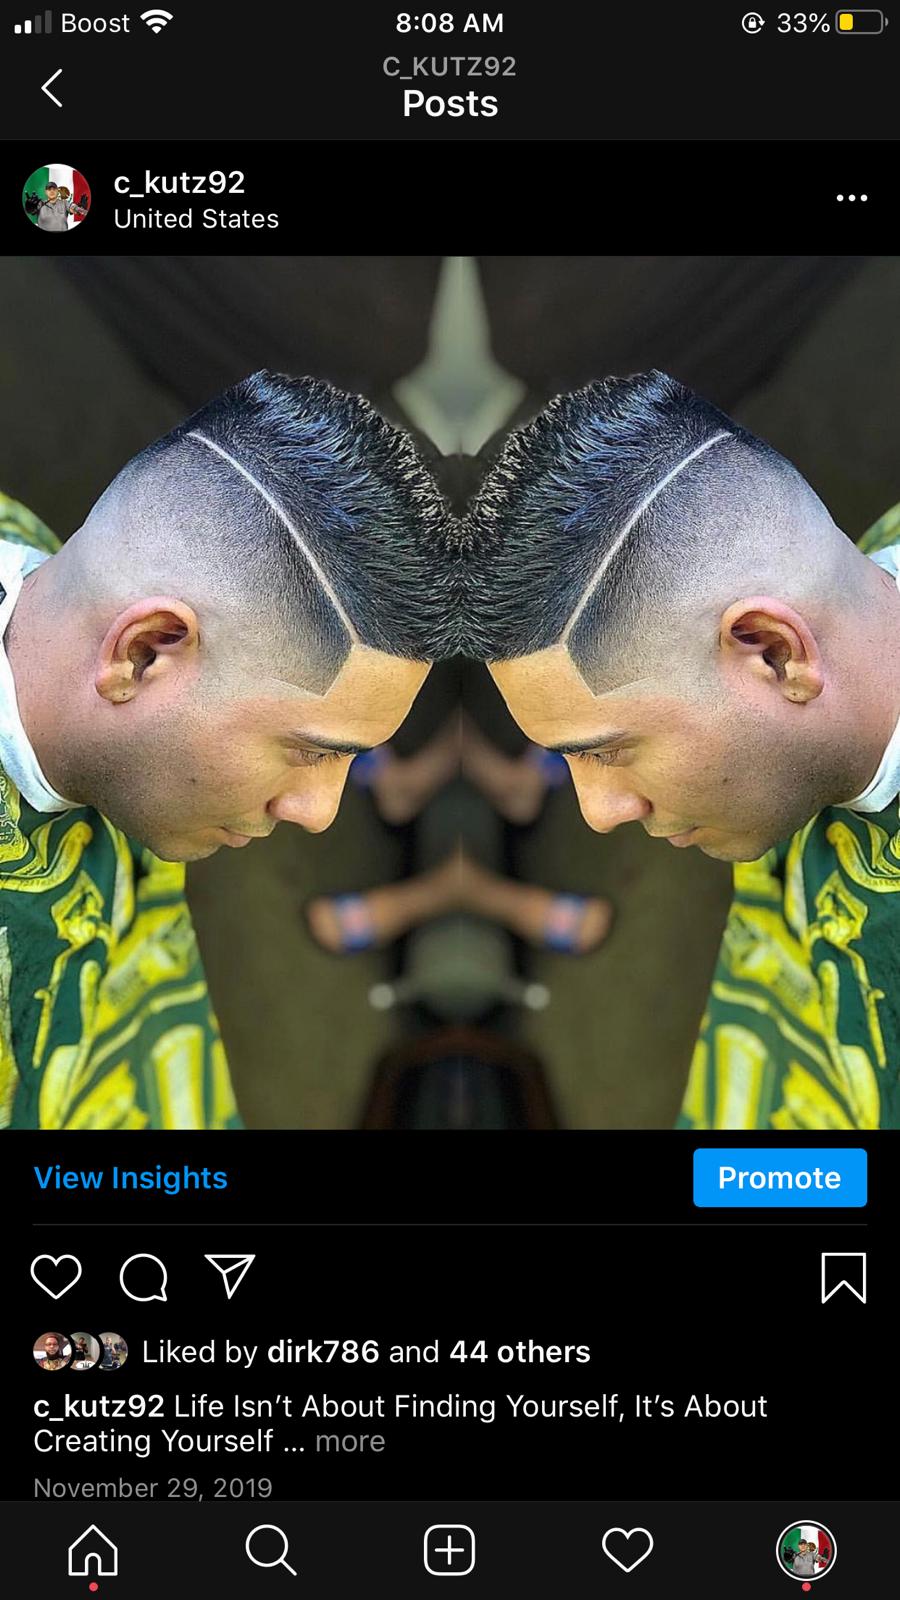 Boost 8:08 AM 33%
C_KUTZ92
Posts
c_kutz92
United States
View Insights Promote
Liked by dirk786 and 44 others
c_kutz92 Life Isn’t About Finding Yourself, It’s About
Creating Yourself ... more
November 29, 2019